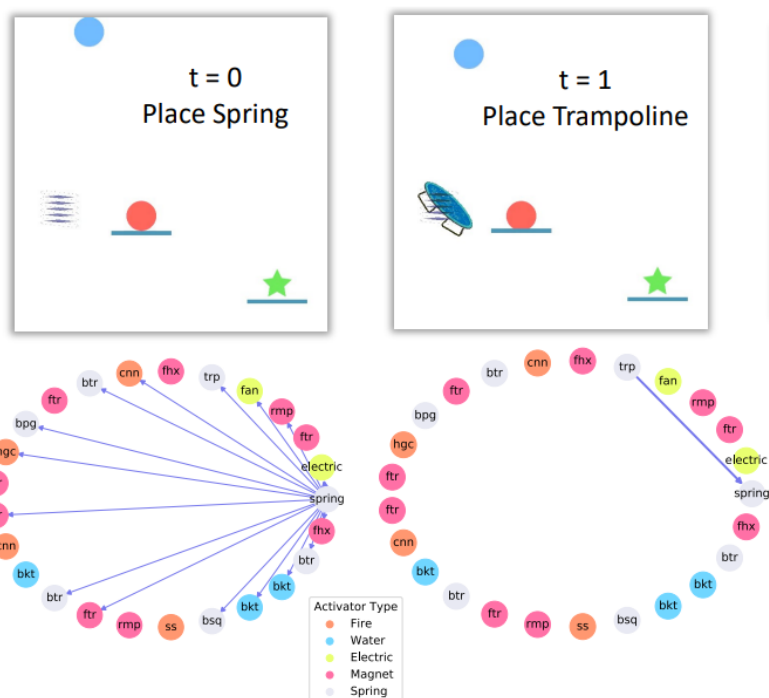 t = 0
Place Spring
t = 1
Place Trampoline
cnn
fhx
trp
btr
fan
ftr
rmp
bpg
ftr
hgc
electric
spring
fhx
cnn
btr
bkt
bkt
btr
bkt
ftr
rmp
ss
bsq
fhx
trp
cnn
btr
fan
ftr
rmp
bpg
ftr
hgc
electric
ftr
spring
ftr
fhx
cnn
btr
bkt
bkt
btr
bkt
ftr
bsq
rmp
ss
Activator Type
Fire
Water
Electric
Magnet
Spring